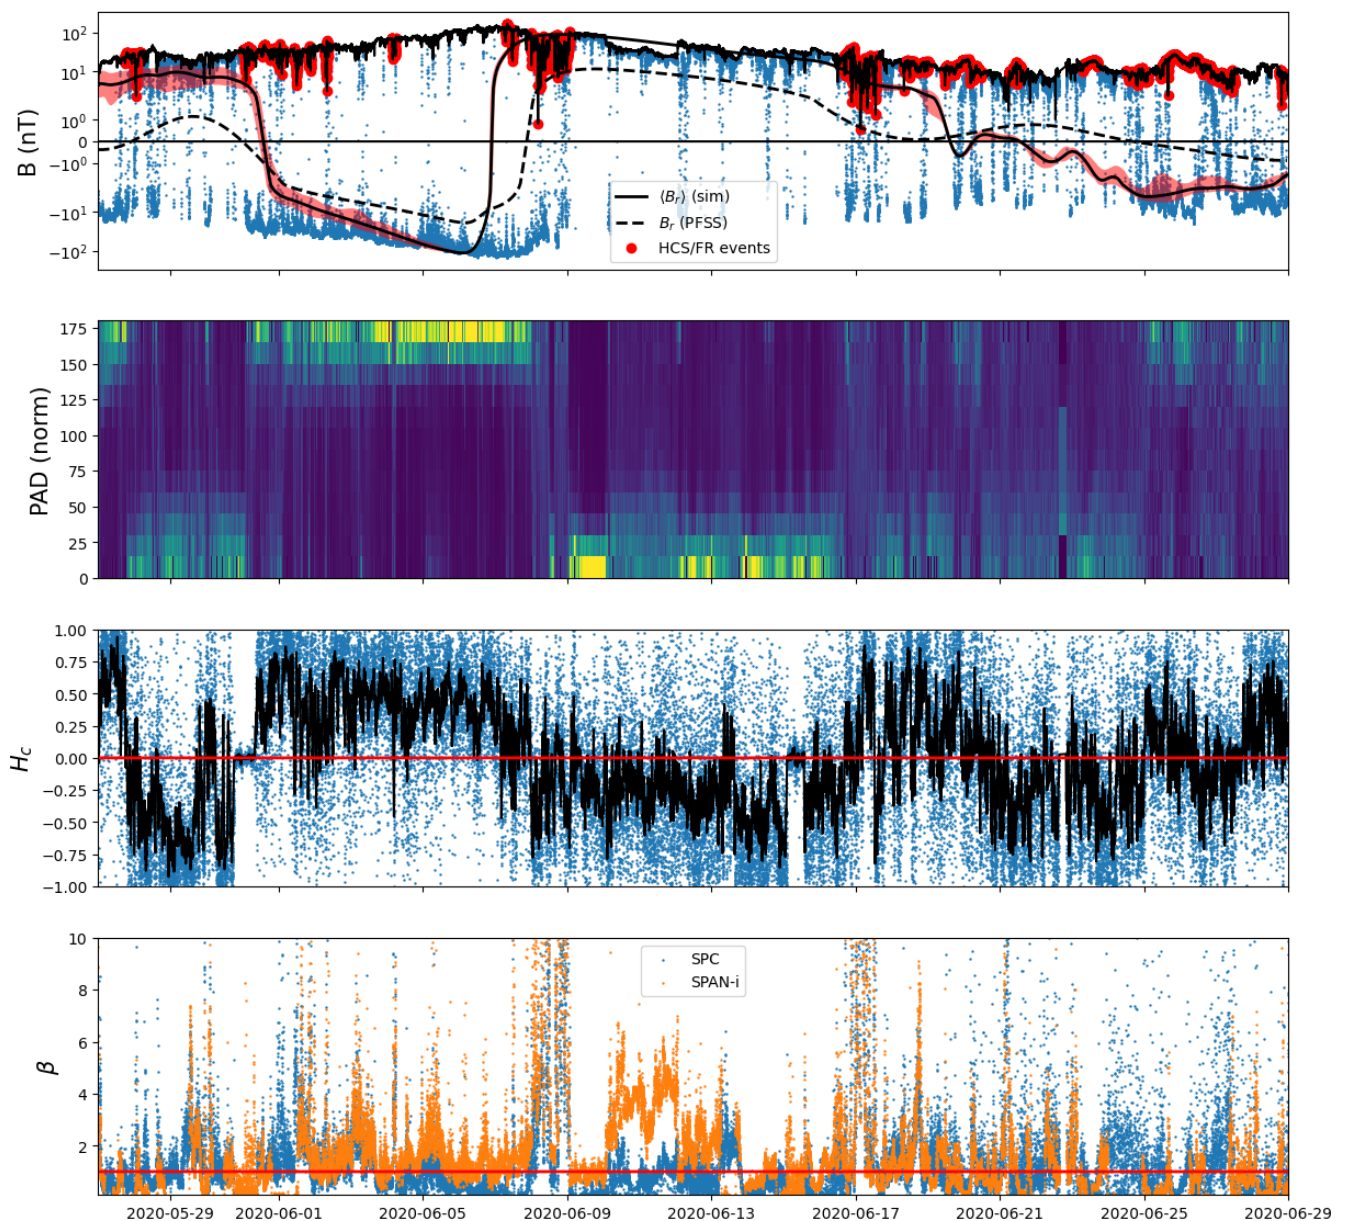 B (nT)
10²
10¹
10⁰
0
−10⁰
−10¹
−10²
⟨Bᵣ⟩ (sim)
Bᵣ (PFSS)
HCS/FR events
PAD (norm)
175
150
125
100
75
50
25
0
H_c
1.00
0.75
0.50
0.25
0.00
−0.25
−0.50
−0.75
−1.00
β
10
8
6
4
2
SPC
SPAN-i
2020-05-29 2020-06-01 2020-06-05 2020-06-09 2020-06-13 2020-06-17 2020-06-21 2020-06-25 2020-06-29